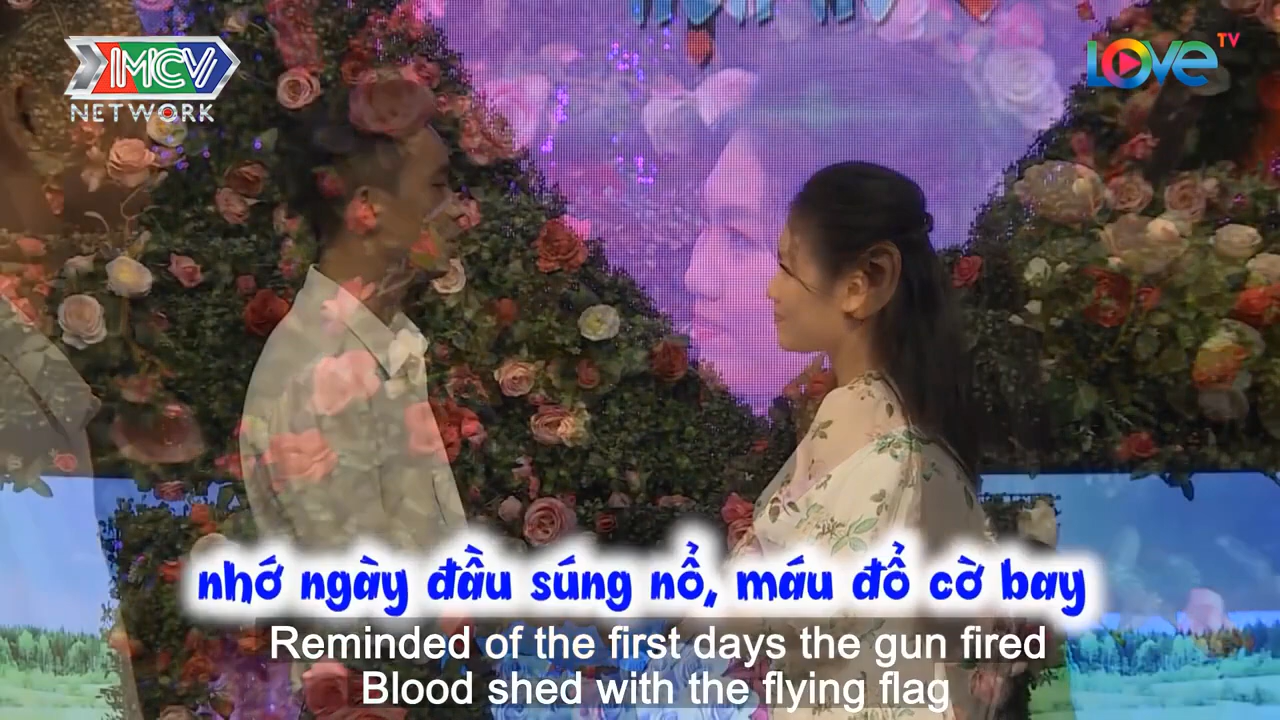 MCV
NETWORK
LOVE TV
nhớ ngày đầu súng nổ, máu đổ cờ bay
Reminded of the first days the gun fired
Blood shed with the flying flag